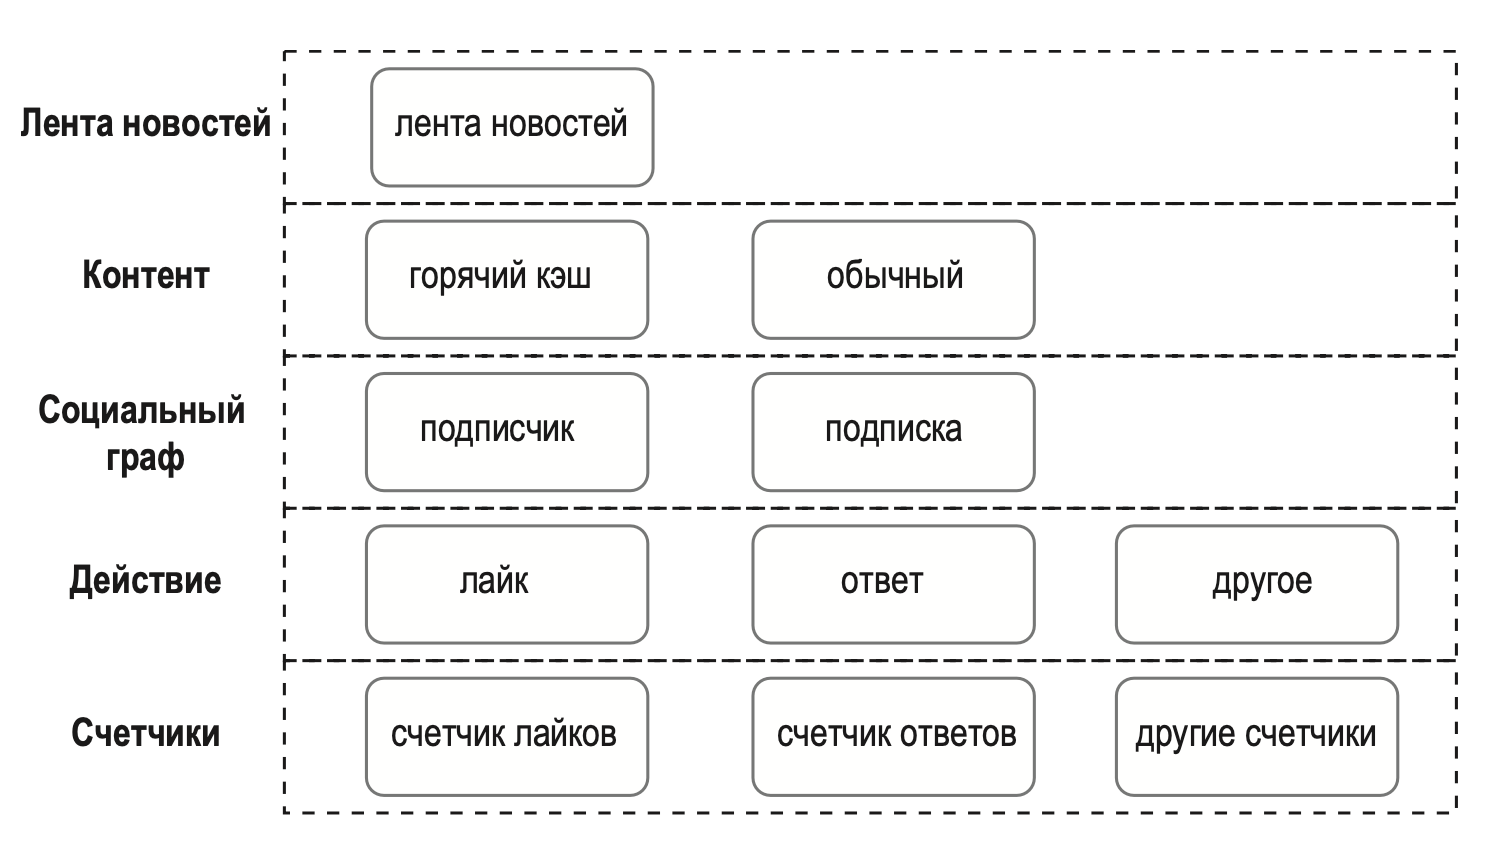 Лента новостей
лента новостей
Контент
горячий кэш
обычный
Социальный
граф
подписчик
подписка
Действие
лайк
ответ
другое
Счетчики
счетчик лайков
счетчик ответов
другие счетчики